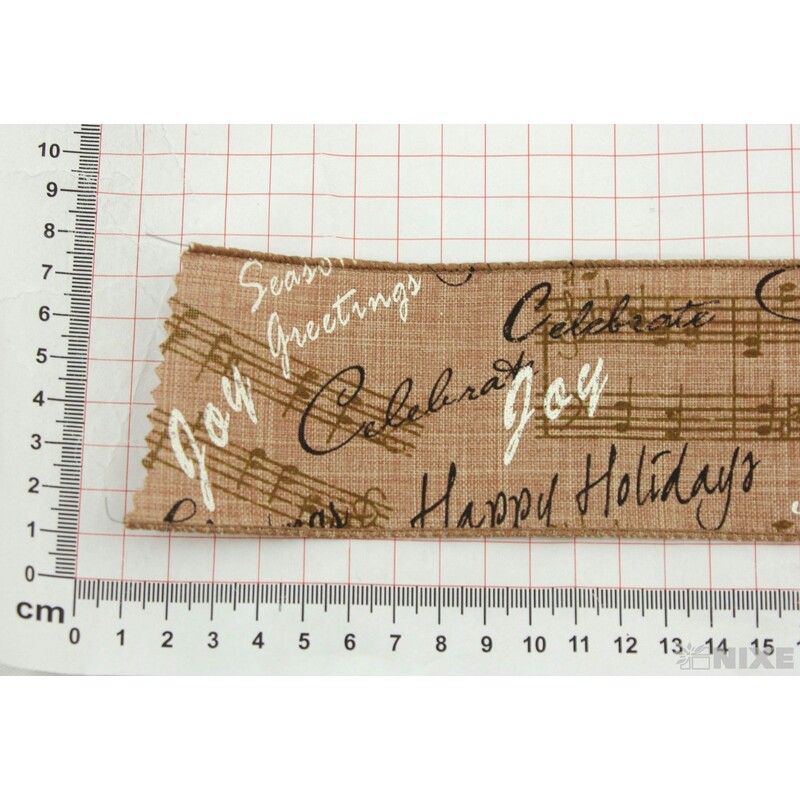 10
9
8
7
6
5
4
3
2
1
0
cm
0 1 2 3 4 5 6 7 8 9 10 11 12 13 14 15
Season
Greetings
Joy
Celebrate
Celebrate
Joy
Happy Holidays
NIXE